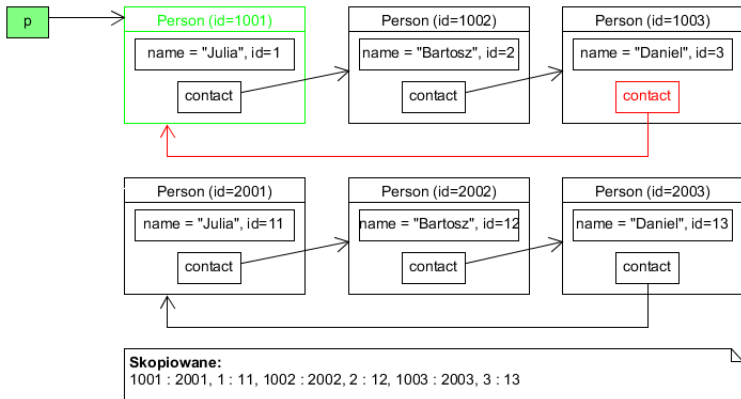 p
Person (id=1001)
Person (id=1002)
Person (id=1003)
name = "Julia", id=1
name = "Bartosz", id=2
name = "Daniel", id=3
contact
contact
contact
Person (id=2001)
Person (id=2002)
Person (id=2003)
name = "Julia", id=11
name = "Bartosz", id=12
name = "Daniel", id=13
contact
contact
contact
Skopiowane:
1001 : 2001, 1 : 11, 1002 : 2002, 2 : 12, 1003 : 2003, 3 : 13